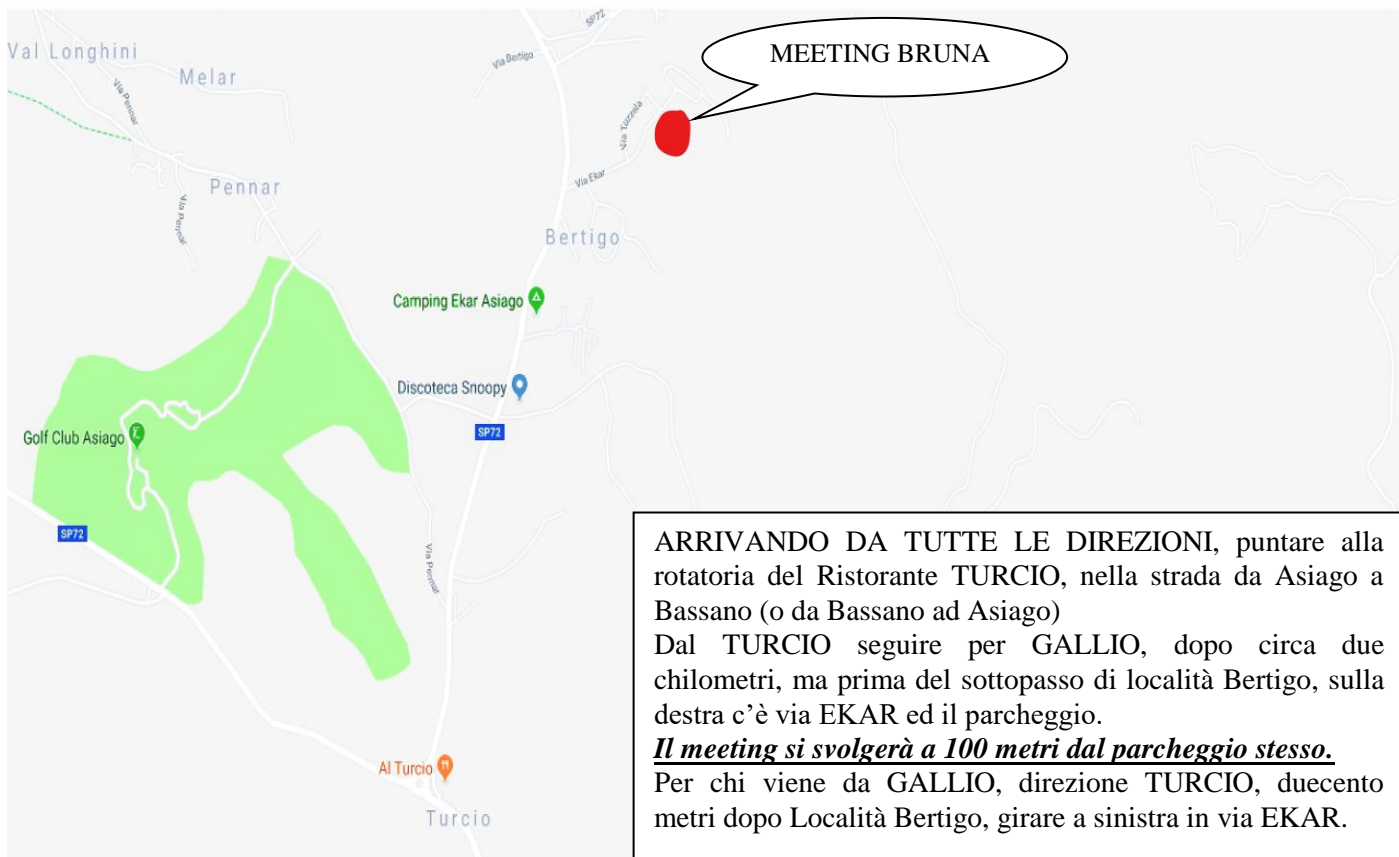 SP72
MEETING BRUNA
Val Longhini
Melar
Via Bertigo
Via Pennar
Via Tuzzela
Pennar
Via Ekar
Via Pennar
Bertigo
Camping Ekar Asiago
Discoteca Snoopy
Golf Club Asiago
SP72
SP72
Via Pennar
Al Turcio
Turcio
ARRIVANDO DA TUTTE LE DIREZIONI, puntare alla
rotatoria del Ristorante TURCIO, nella strada da Asiago a
Bassano (o da Bassano ad Asiago)
Dal TURCIO seguire per GALLIO, dopo circa due
chilometri, ma prima del sottopasso di località Bertigo, sulla
destra c’è via EKAR ed il parcheggio.
Il meeting si svolgerà a 100 metri dal parcheggio stesso.
Per chi viene da GALLIO, direzione TURCIO, duecento
metri dopo Località Bertigo, girare a sinistra in via EKAR.